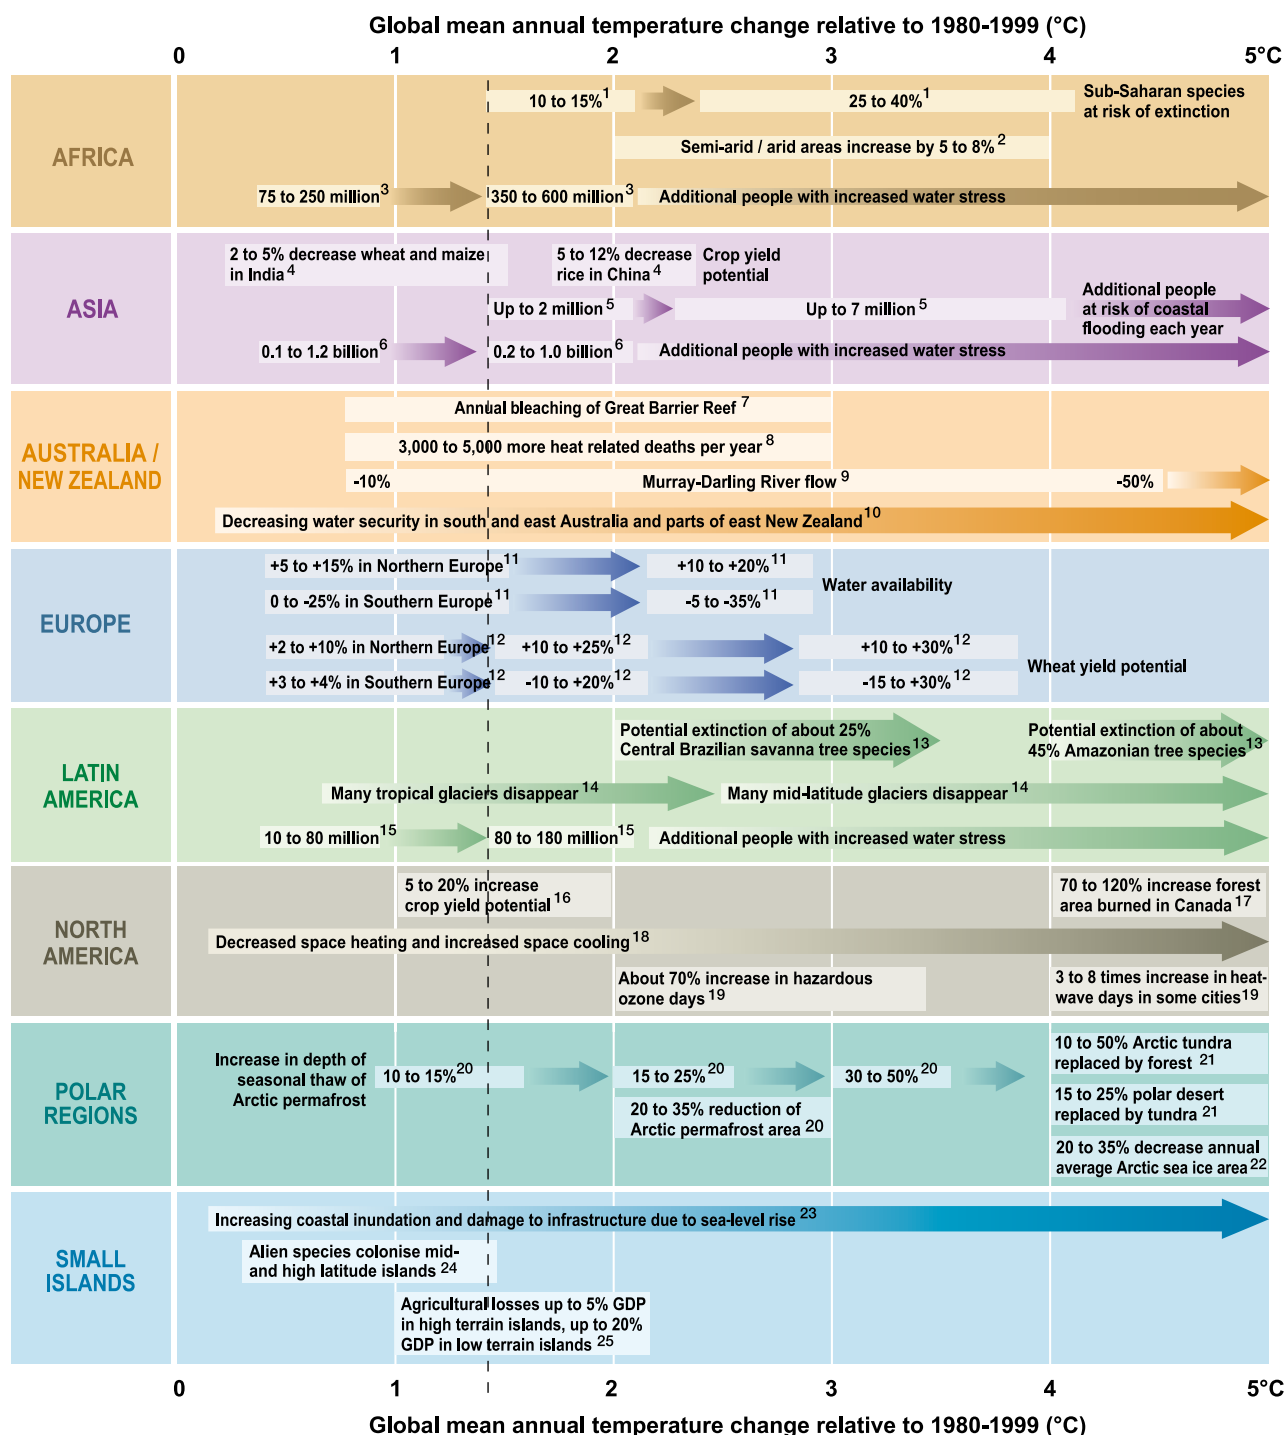 Global mean annual temperature change relative to 1980-1999 (°C)
0 1 2 3 4 5°C
AFRICA
10 to 15%1
25 to 40%1
Sub-Saharan species
at risk of extinction
Semi-arid / arid areas increase by 5 to 8%2
75 to 250 million3
350 to 600 million3
Additional people with increased water stress
ASIA
2 to 5% decrease wheat and maize
in India4
5 to 12% decrease
rice in China4
Crop yield
potential
Up to 2 million5
Up to 7 million5
Additional people
at risk of coastal
flooding each year
0.1 to 1.2 billion6
0.2 to 1.0 billion6
Additional people with increased water stress
AUSTRALIA /
NEW ZEALAND
Annual bleaching of Great Barrier Reef7
3,000 to 5,000 more heat related deaths per year8
-10%
Murray-Darling River flow9
-50%
Decreasing water security in south and east Australia and parts of east New Zealand10
EUROPE
+5 to +15% in Northern Europe11
+10 to +20%11
0 to -25% in Southern Europe11
-5 to -35%11
Water availability
+2 to +10% in Northern Europe12
+10 to +25%12
+10 to +30%12
+3 to +4% in Southern Europe12
-10 to +20%12
-15 to +30%12
Wheat yield potential
LATIN
AMERICA
Potential extinction of about 25%
Central Brazilian savanna tree species13
Potential extinction of about
45% Amazonian tree species13
Many tropical glaciers disappear14
Many mid-latitude glaciers disappear14
10 to 80 million15
80 to 180 million15
Additional people with increased water stress
NORTH
AMERICA
5 to 20% increase
crop yield potential16
70 to 120% increase forest
area burned in Canada17
Decreased space heating and increased space cooling18
About 70% increase in hazardous
ozone days19
3 to 8 times increase in heat-
wave days in some cities19
POLAR
REGIONS
Increase in depth of
seasonal thaw of
Arctic permafrost
10 to 15%20
15 to 25%20
30 to 50%20
20 to 35% reduction of
Arctic permafrost area20
10 to 50% Arctic tundra
replaced by forest21
15 to 25% polar desert
replaced by tundra21
20 to 35% decrease annual
average Arctic sea ice area22
SMALL
ISLANDS
Increasing coastal inundation and damage to infrastructure due to sea-level rise23
Alien species colonise mid-
and high latitude islands24
Agricultural losses up to 5% GDP
in high terrain islands, up to 20%
GDP in low terrain islands25
0 1 2 3 4 5°C
Global mean annual temperature change relative to 1980-1999 (°C)